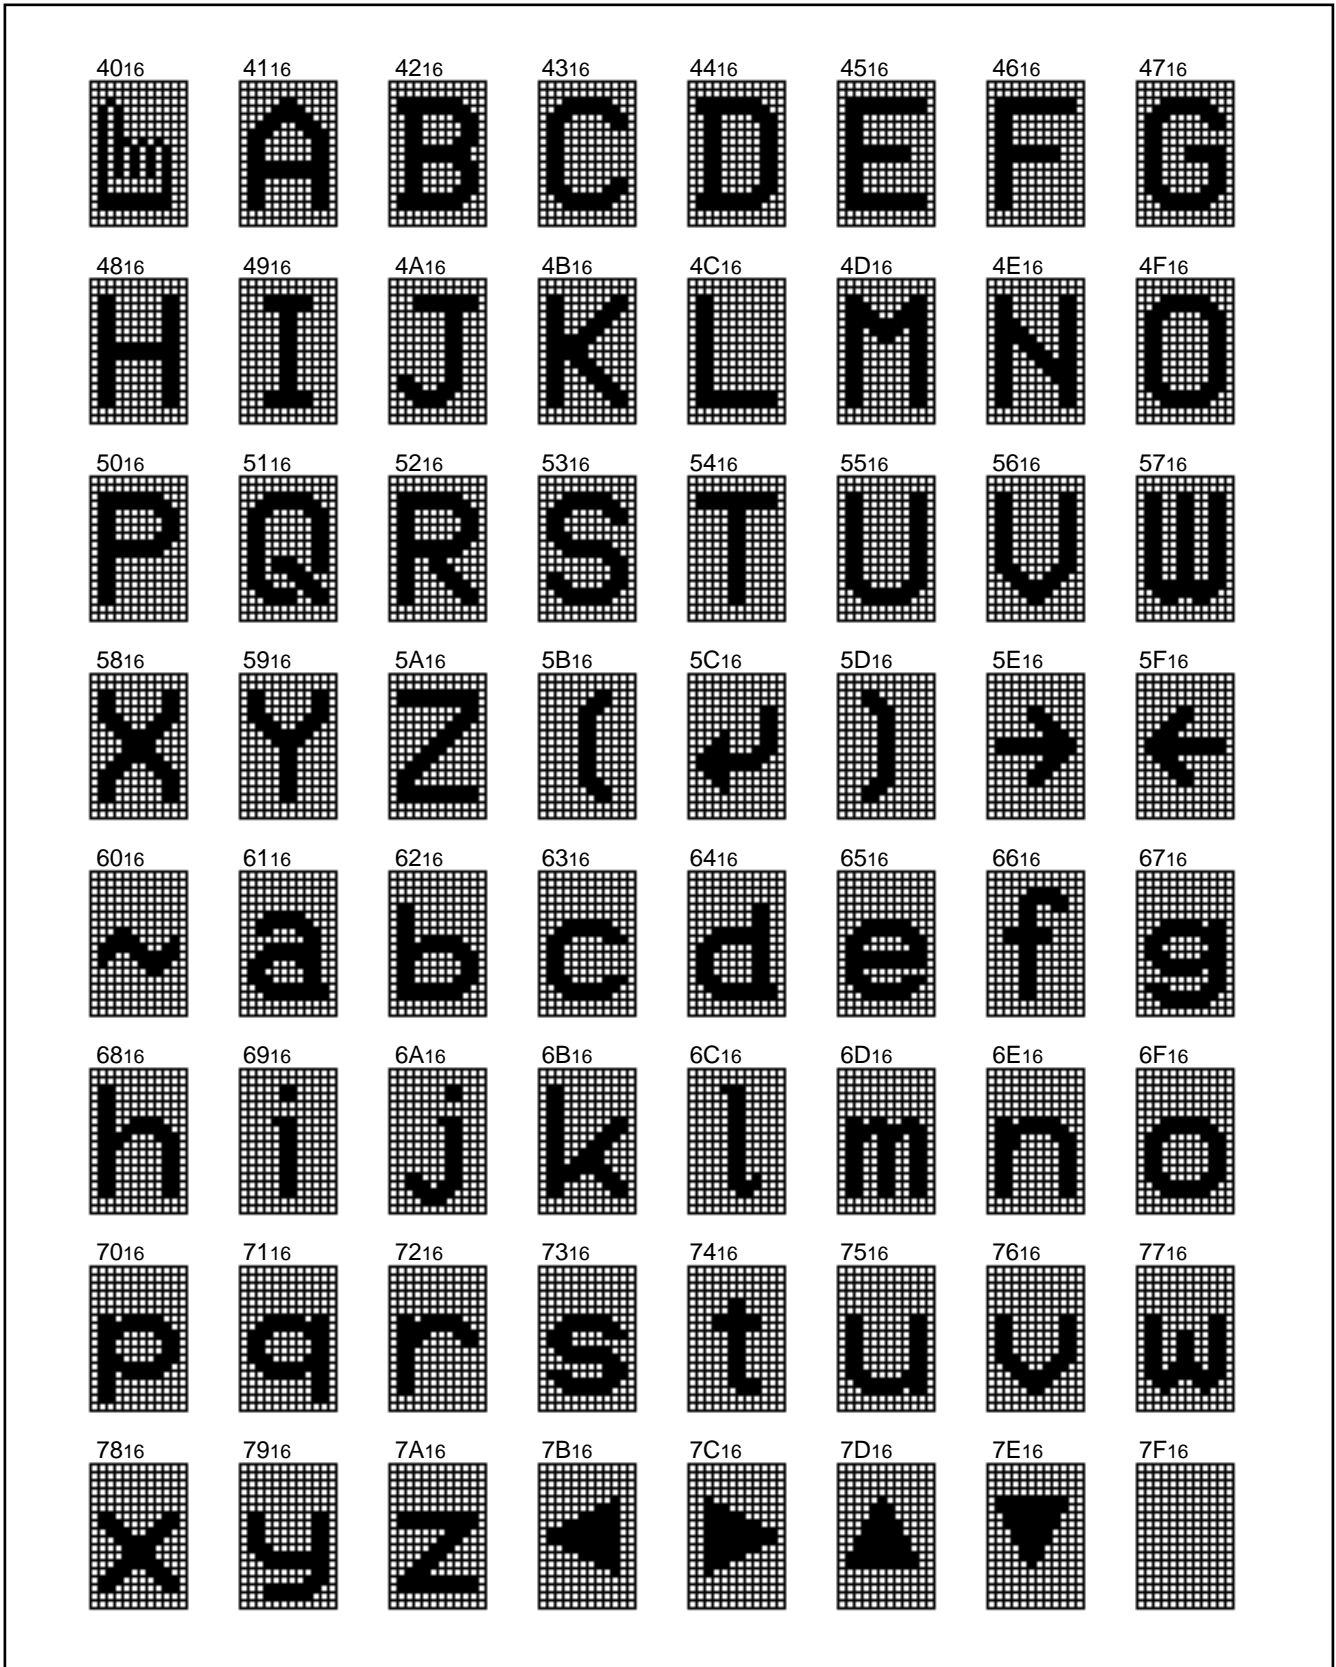 4016 4116 4216 4316 4416 4516 4616 4716
A B C D E F G
4816 4916 4A16 4B16 4C16 4D16 4E16 4F16
H I J K L M N O
5016 5116 5216 5316 5416 5516 5616 5716
P Q R S T U V W
5816 5916 5A16 5B16 5C16 5D16 5E16 5F16
X Y Z ( ↲ ) → ←
6016 6116 6216 6316 6416 6516 6616 6716
~ a b c d e f g
6816 6916 6A16 6B16 6C16 6D16 6E16 6F16
h i j k l m n o
7016 7116 7216 7316 7416 7516 7616 7716
p q r s t u v w
7816 7916 7A16 7B16 7C16 7D16 7E16 7F16
x y z ◀ ▶ ▲ ▼